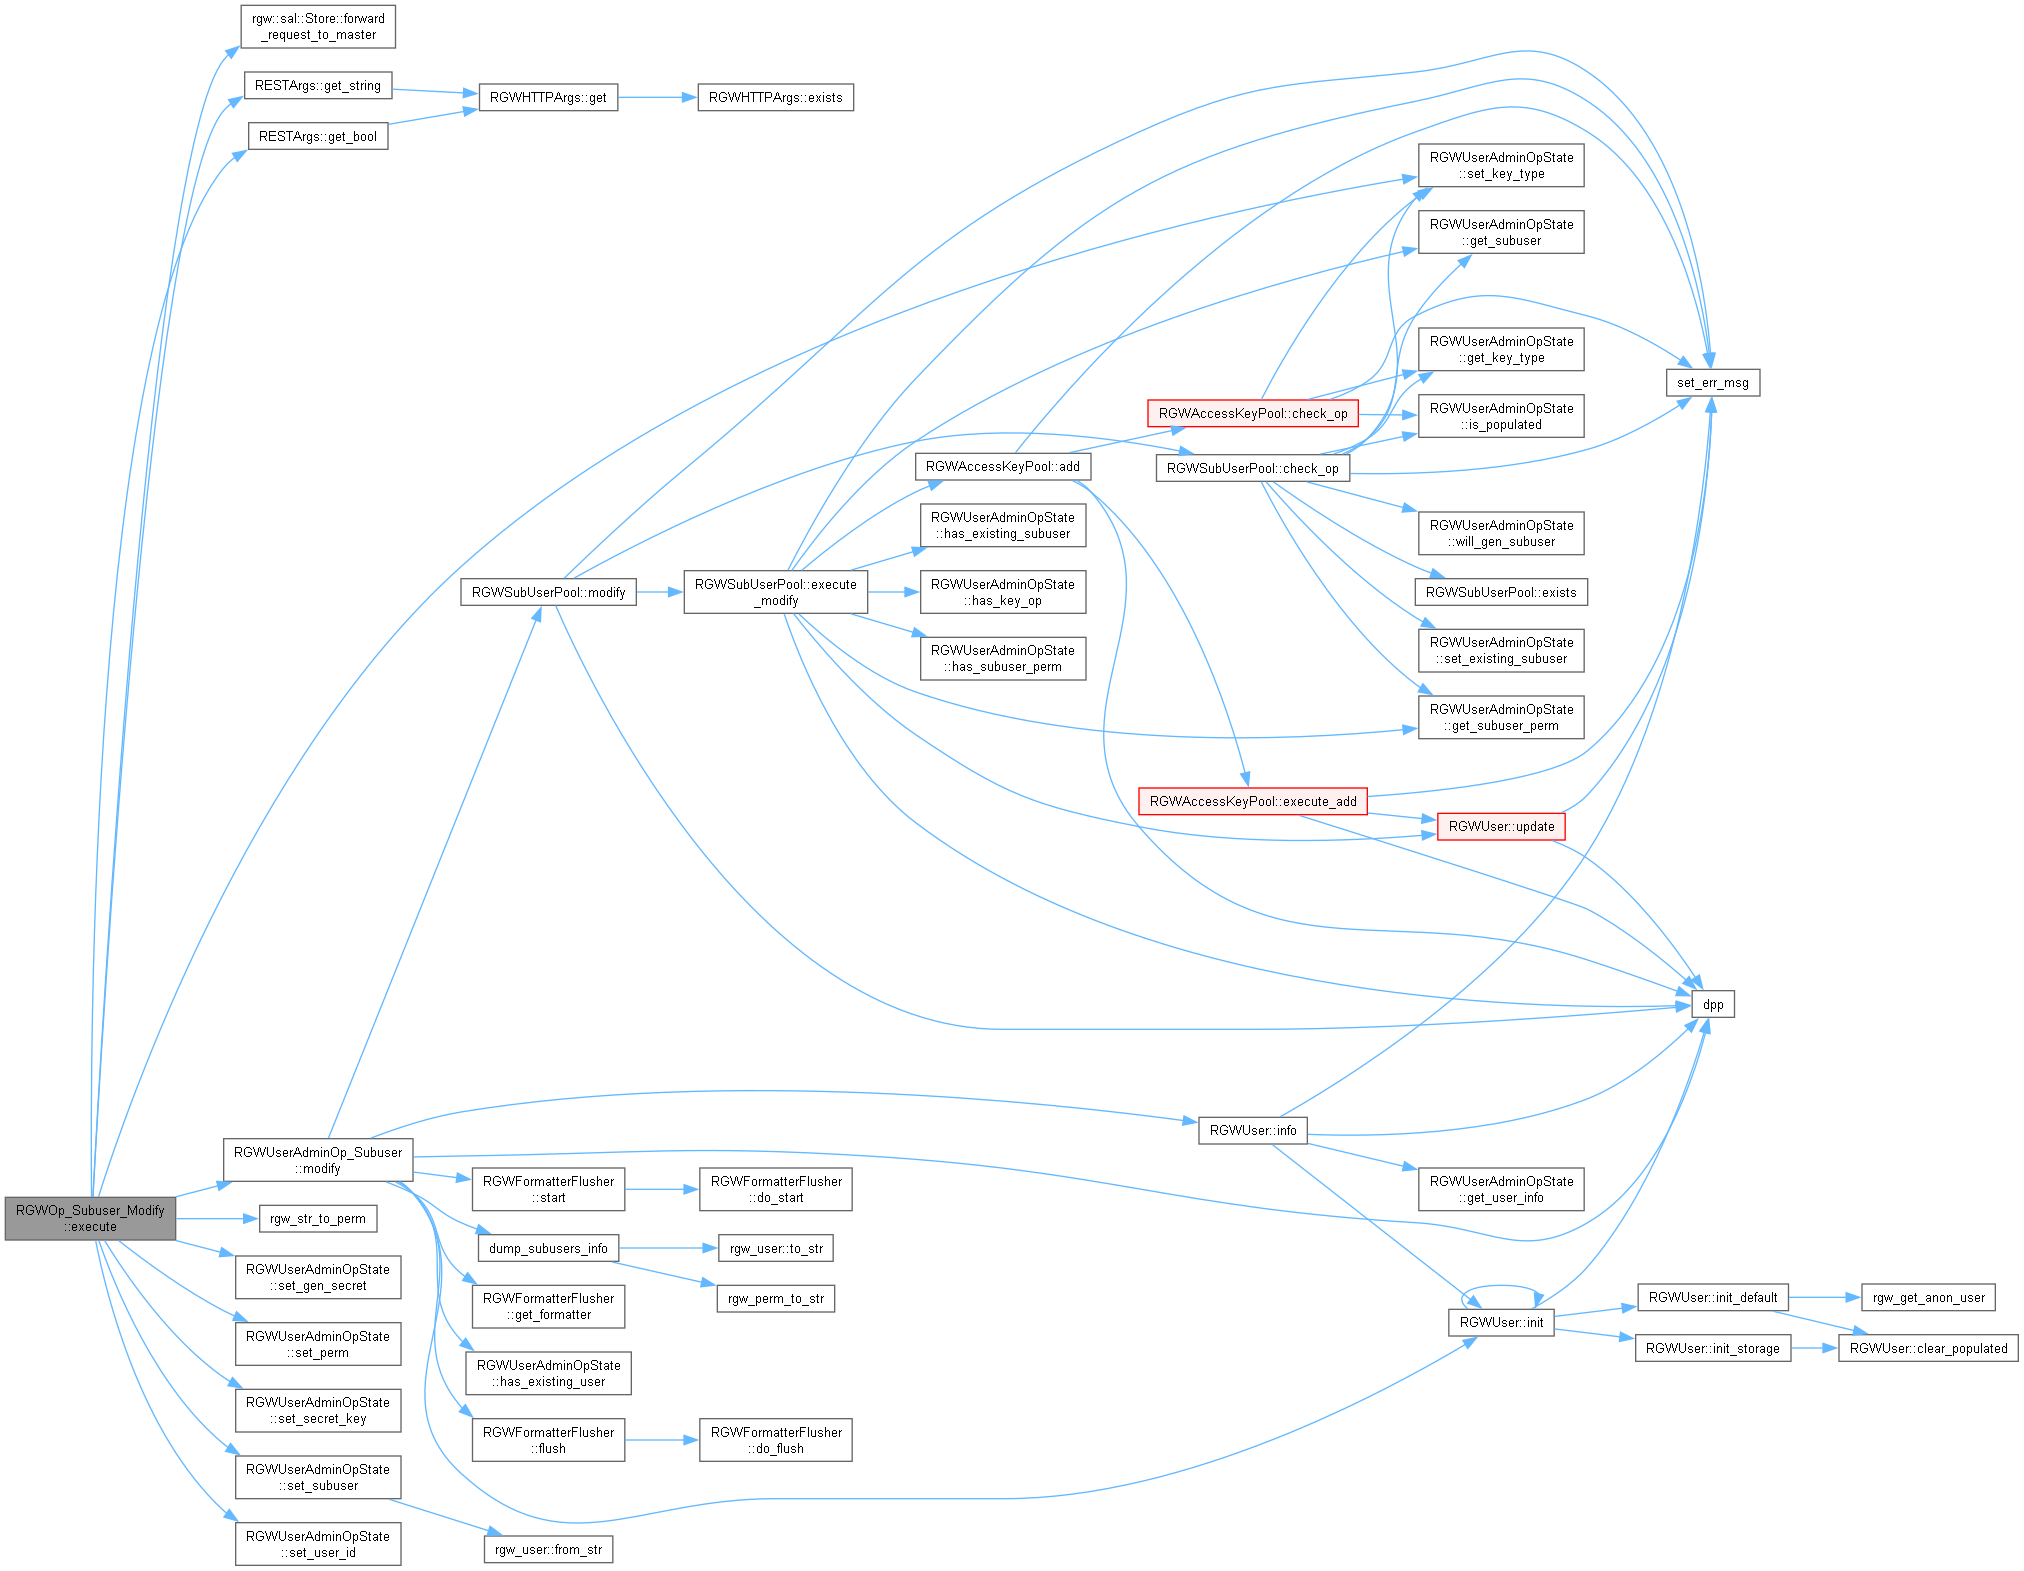 rgw::sal::Store::forward
_request_to_master
RESTArgs::get_string
RESTArgs::get_bool
RGWHTTPArgs::get
RGWHTTPArgs::exists
RGWUserAdminOpState
::set_key_type
RGWUserAdminOpState
::get_subuser
RGWUserAdminOpState
::get_key_type
set_err_msg
RGWAccessKeyPool::check_op
RGWUserAdminOpState
::is_populated
RGWAccessKeyPool::add
RGWSubUserPool::check_op
RGWUserAdminOpState
::has_existing_subuser
RGWUserAdminOpState
::will_gen_subuser
RGWSubUserPool::modify
RGWSubUserPool::execute
_modify
RGWUserAdminOpState
::has_key_op
RGWSubUserPool::exists
RGWUserAdminOpState
::has_subuser_perm
RGWUserAdminOpState
::set_existing_subuser
RGWUserAdminOpState
::get_subuser_perm
RGWAccessKeyPool::execute_add
RGWUser::update
dpp
RGWUser::info
RGWUserAdminOp_Subuser
::modify
RGWFormatterFlusher
::start
RGWFormatterFlusher
::do_start
RGWUserAdminOpState
::get_user_info
RGWOp_Subuser_Modify
::execute
rgw_str_to_perm
dump_subusers_info
rgw_user::to_str
RGWUserAdminOpState
::set_gen_secret
RGWFormatterFlusher
::get_formatter
rgw_perm_to_str
RGWUser::init
RGWUser::init_default
rgw_get_anon_user
RGWUserAdminOpState
::set_perm
RGWUser::init_storage
RGWUser::clear_populated
RGWUserAdminOpState
::has_existing_user
RGWUserAdminOpState
::set_secret_key
RGWFormatterFlusher
::flush
RGWFormatterFlusher
::do_flush
RGWUserAdminOpState
::set_subuser
RGWUserAdminOpState
::set_user_id
rgw_user::from_str